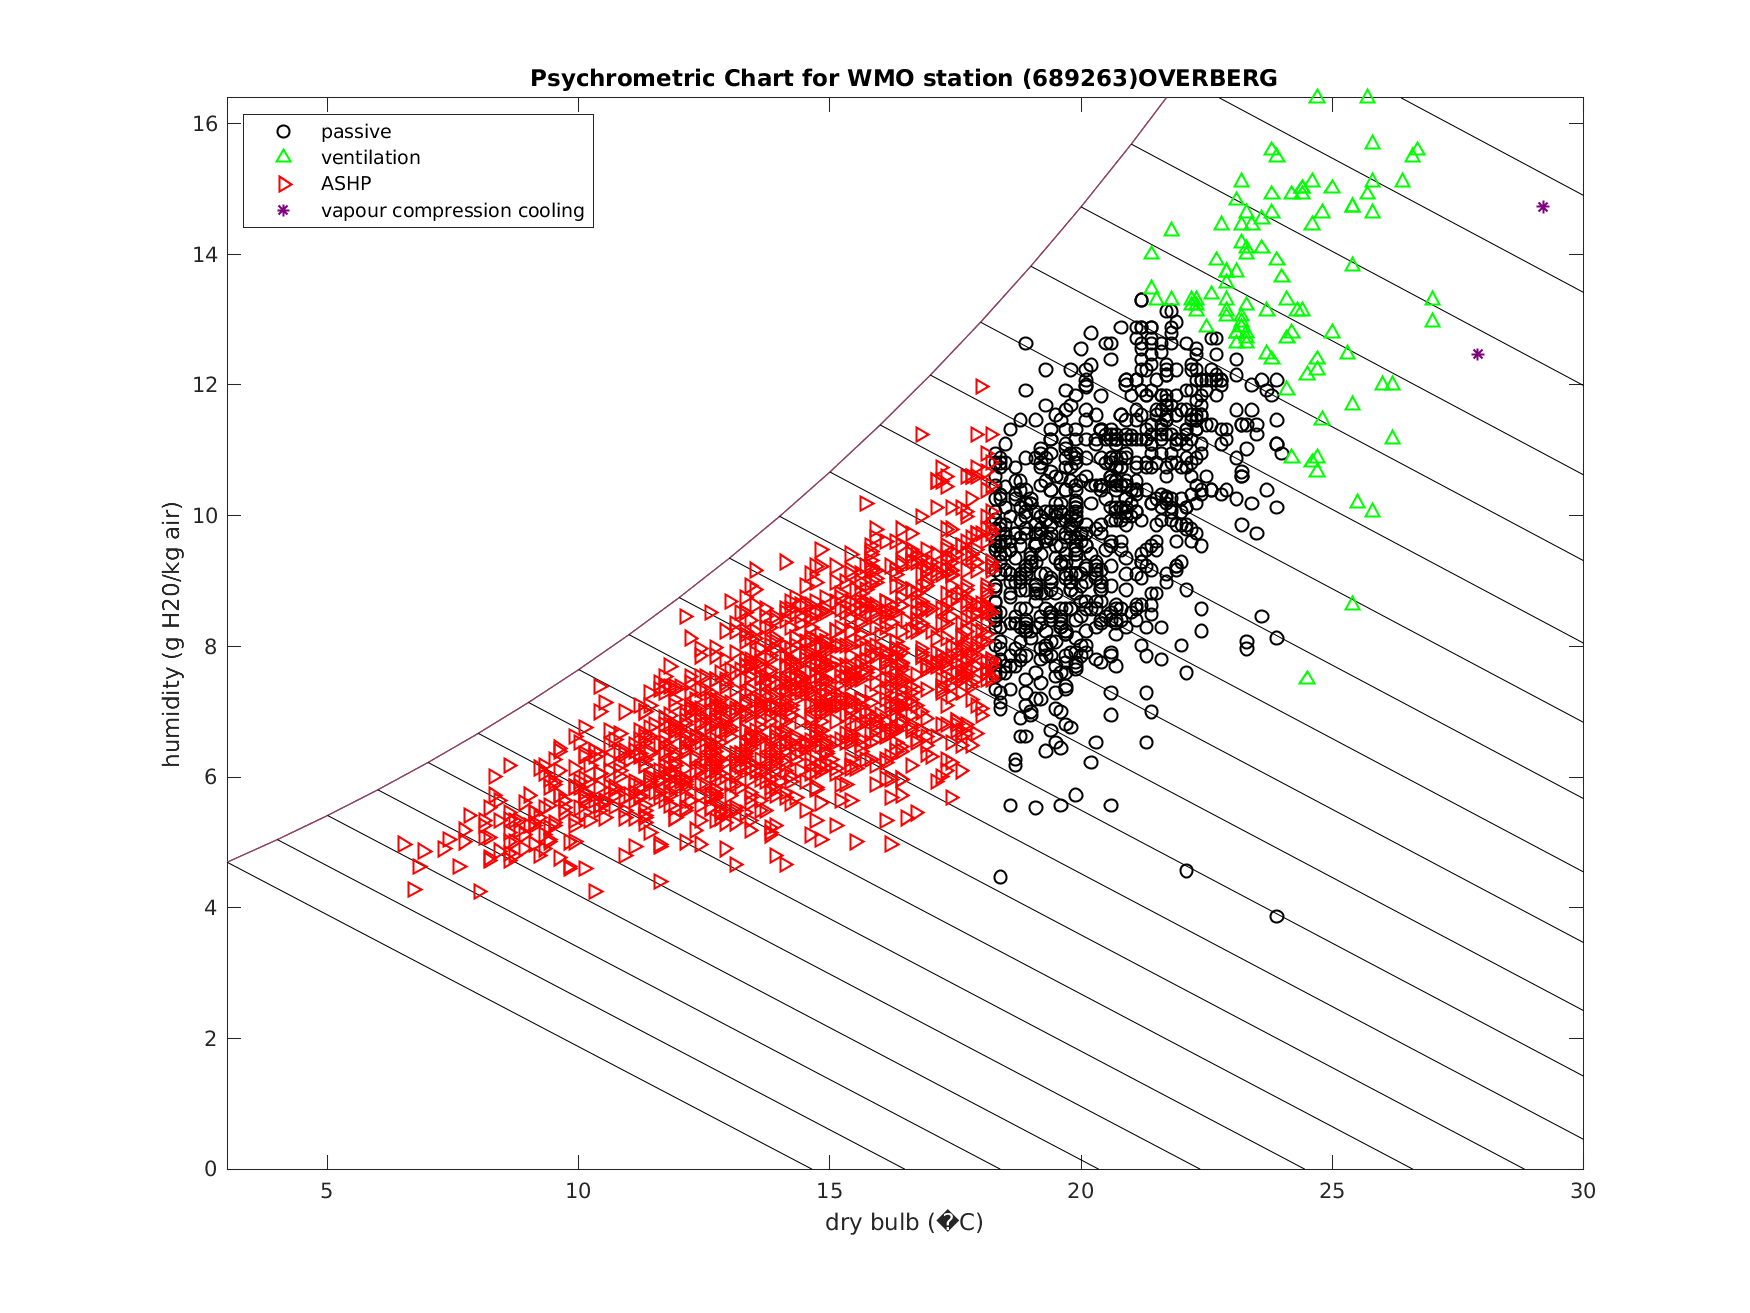 Psychrometric Chart for WMO station (689263)OVERBERG
passive
ventilation
ASHP
vapour compression cooling
humidity (g H20/kg air)
16
14
12
10
8
6
4
2
0
5
10
15
20
25
30
dry bulb (�C)